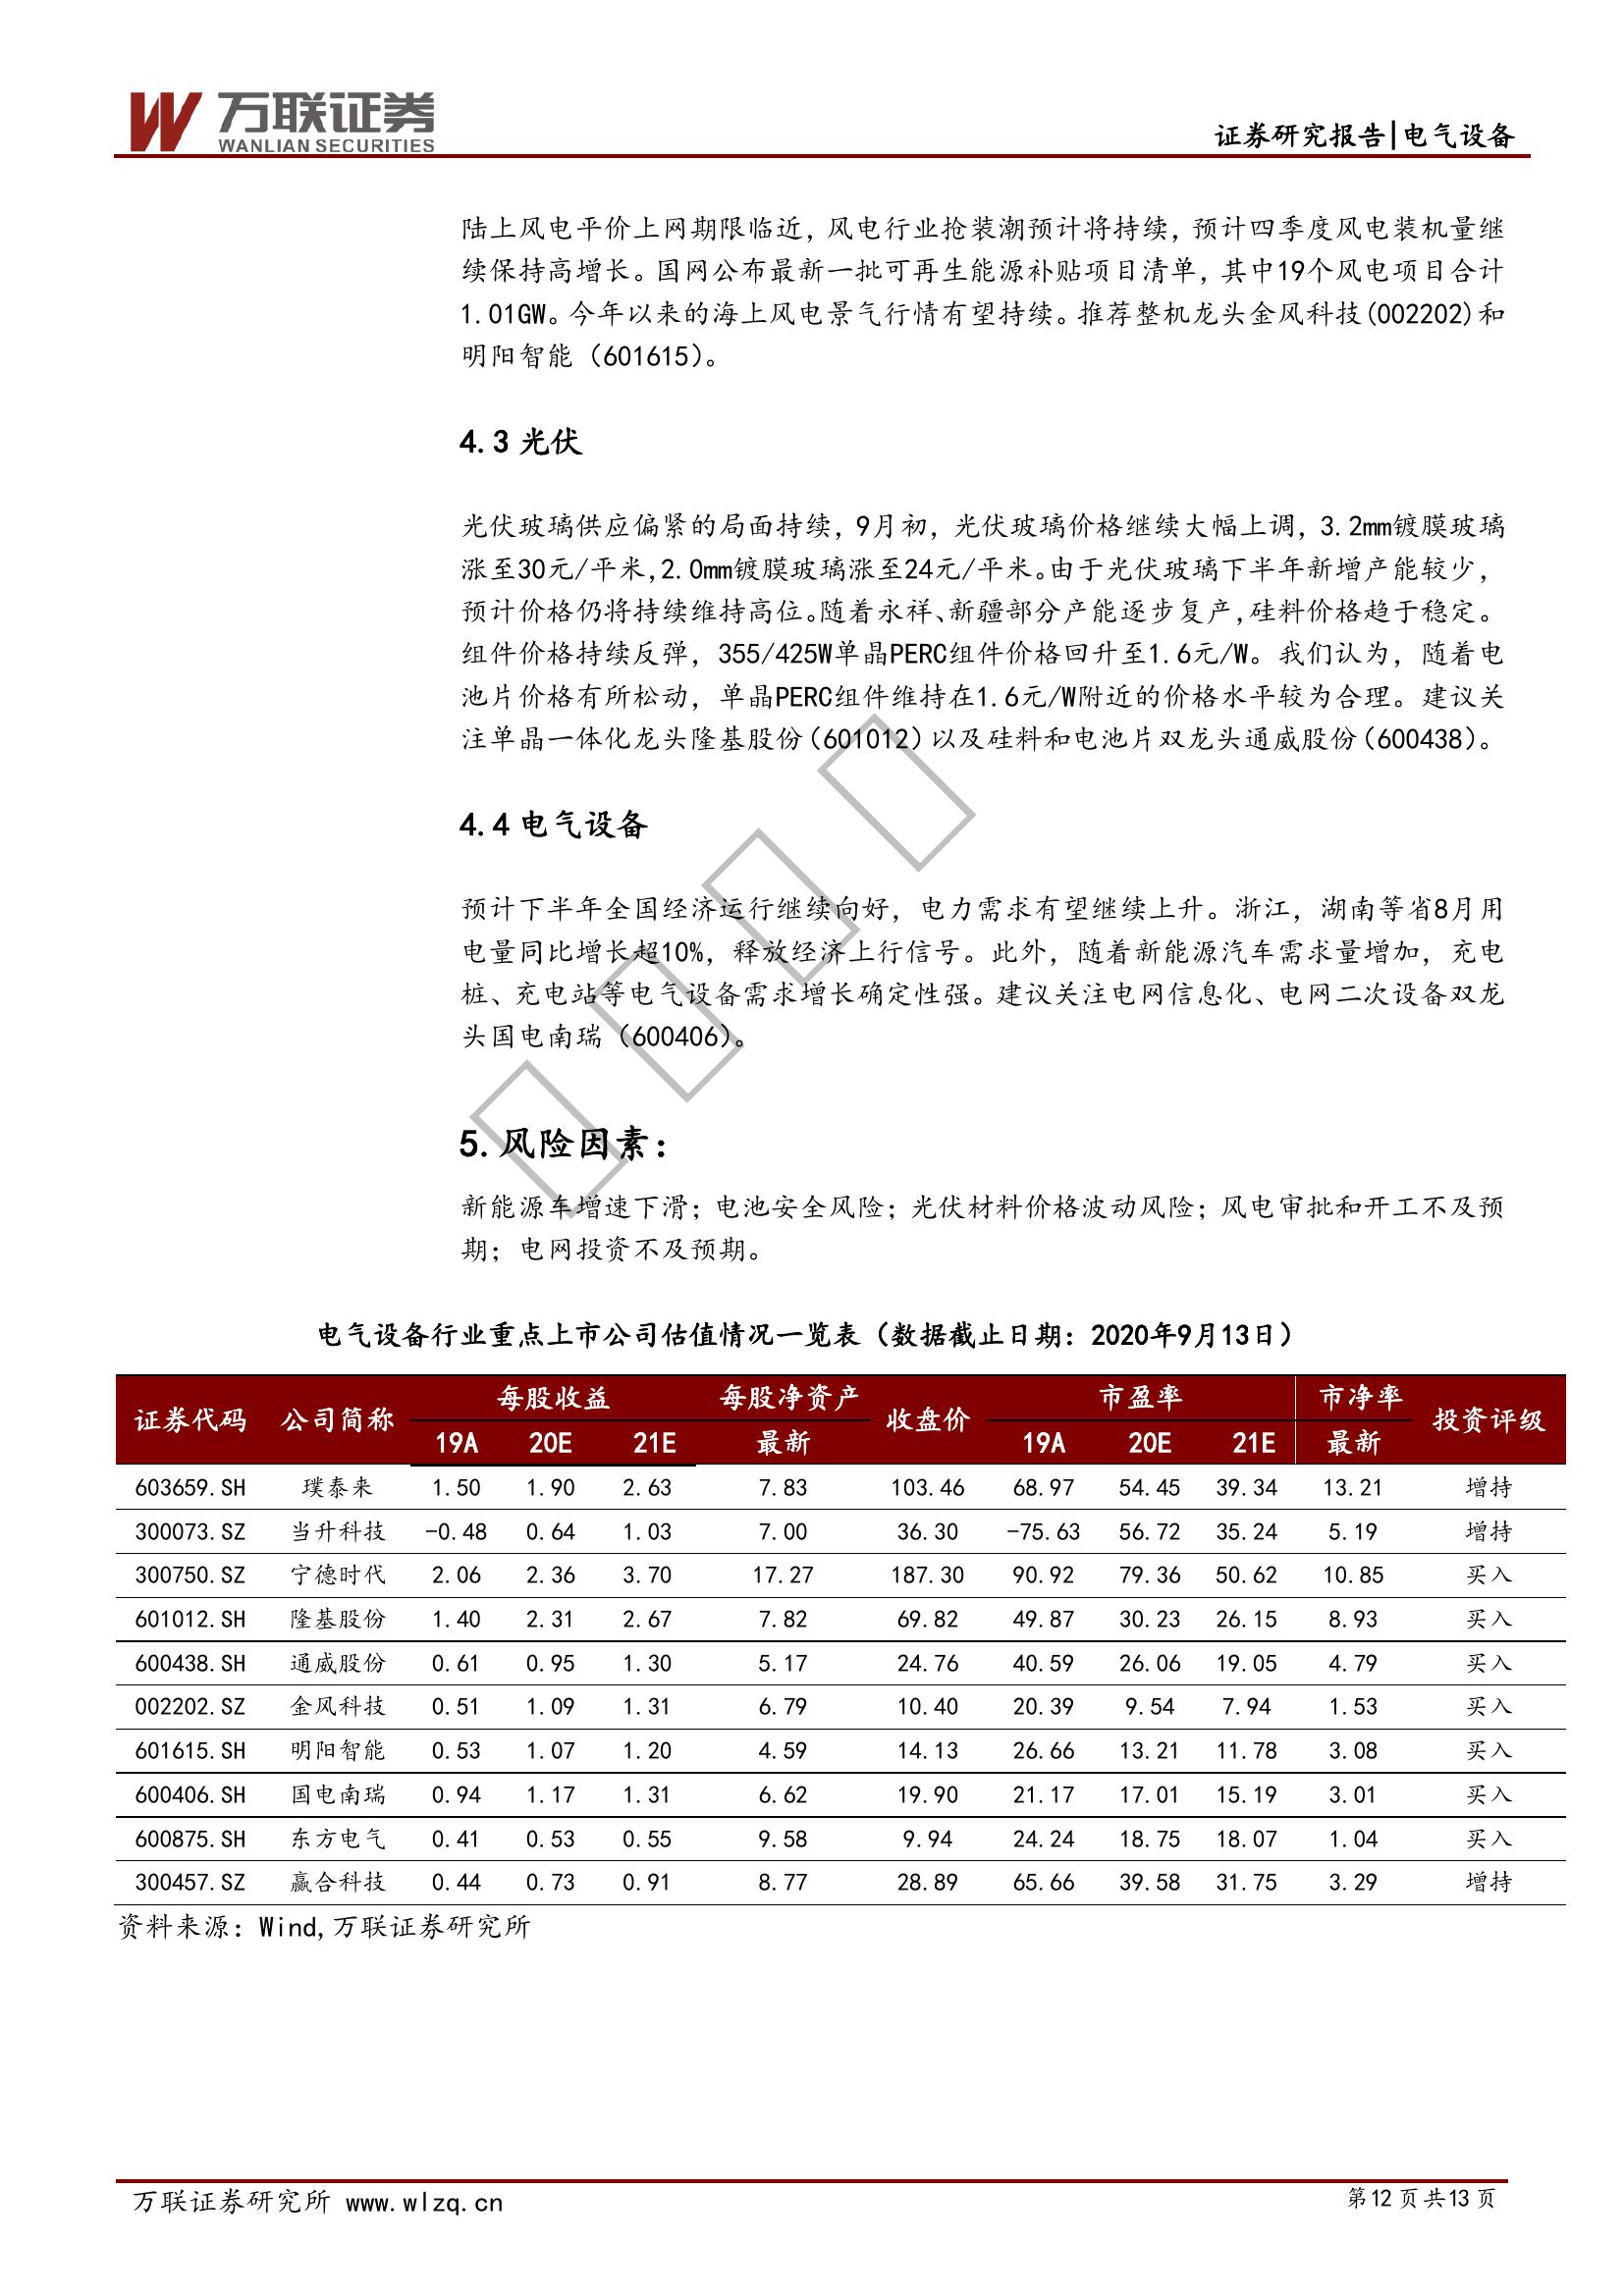 万联证券
WANLIAN SECURITIES
证券研究报告|电气设备
陆上风电平价上网期限临近，风电行业抢装潮预计将持续，预计四季度风电装机量继
续保持高增长。国网公布最新一批可再生能源补贴项目清单，其中19个风电项目合计
1.01GW。今年以来的海上风电景气行情有望持续。推荐整机龙头金风科技(002202)和
明阳智能（601615）。
4.3 光伏
光伏玻璃供应偏紧的局面持续，9月初，光伏玻璃价格继续大幅上调，3.2mm镀膜玻璃
涨至30元/平米,2.0mm镀膜玻璃涨至24元/平米。由于光伏玻璃下半年新增产能较少，
预计价格仍将持续维持高位。随着永祥、新疆部分产能逐步复产,硅料价格趋于稳定。
组件价格持续反弹，355/425W单晶PERC组件价格回升至1.6元/W。我们认为，随着电
池片价格有所松动，单晶PERC组件维持在1.6元/W附近的价格水平较为合理。建议关
注单晶一体化龙头隆基股份（601012）以及硅料和电池片双龙头通威股份（600438）。
4.4 电气设备
预计下半年全国经济运行继续向好，电力需求有望继续上升。浙江，湖南等省8月用
电量同比增长超10%，释放经济上行信号。此外，随着新能源汽车需求量增加，充电
桩、充电站等电气设备需求增长确定性强。建议关注电网信息化、电网二次设备双龙
头国电南瑞（600406）。
5.风险因素：
新能源车增速下滑；电池安全风险；光伏材料价格波动风险；风电审批和开工不及预
期；电网投资不及预期。
电气设备行业重点上市公司估值情况一览表（数据截止日期：2020年9月13日）
证券代码 公司简称 每股收益 每股净资产 收盘价 市盈率 市净率 投资评级
19A 20E 21E 最新 19A 20E 21E 最新
603659.SH 璞泰来 1.50 1.90 2.63 7.83 103.46 68.97 54.45 39.34 13.21 增持
300073.SZ 当升科技 -0.48 0.64 1.03 7.00 36.30 -75.63 56.72 35.24 5.19 增持
300750.SZ 宁德时代 2.06 2.36 3.70 17.27 187.30 90.92 79.36 50.62 10.85 买入
601012.SH 隆基股份 1.40 2.31 2.67 7.82 69.82 49.87 30.23 26.15 8.93 买入
600438.SH 通威股份 0.61 0.95 1.30 5.17 24.76 40.59 26.06 19.05 4.79 买入
002202.SZ 金风科技 0.51 1.09 1.31 6.79 10.40 20.39 9.54 7.94 1.53 买入
601615.SH 明阳智能 0.53 1.07 1.20 4.59 14.13 26.66 13.21 11.78 3.08 买入
600406.SH 国电南瑞 0.94 1.17 1.31 6.62 19.90 21.17 17.01 15.19 3.01 买入
600875.SH 东方电气 0.41 0.53 0.55 9.58 9.94 24.24 18.75 18.07 1.04 买入
300457.SZ 赢合科技 0.44 0.73 0.91 8.77 28.89 65.66 39.58 31.75 3.29 增持
资料来源：Wind,万联证券研究所
万联证券研究所 www.wlzq.cn
第12页共13页